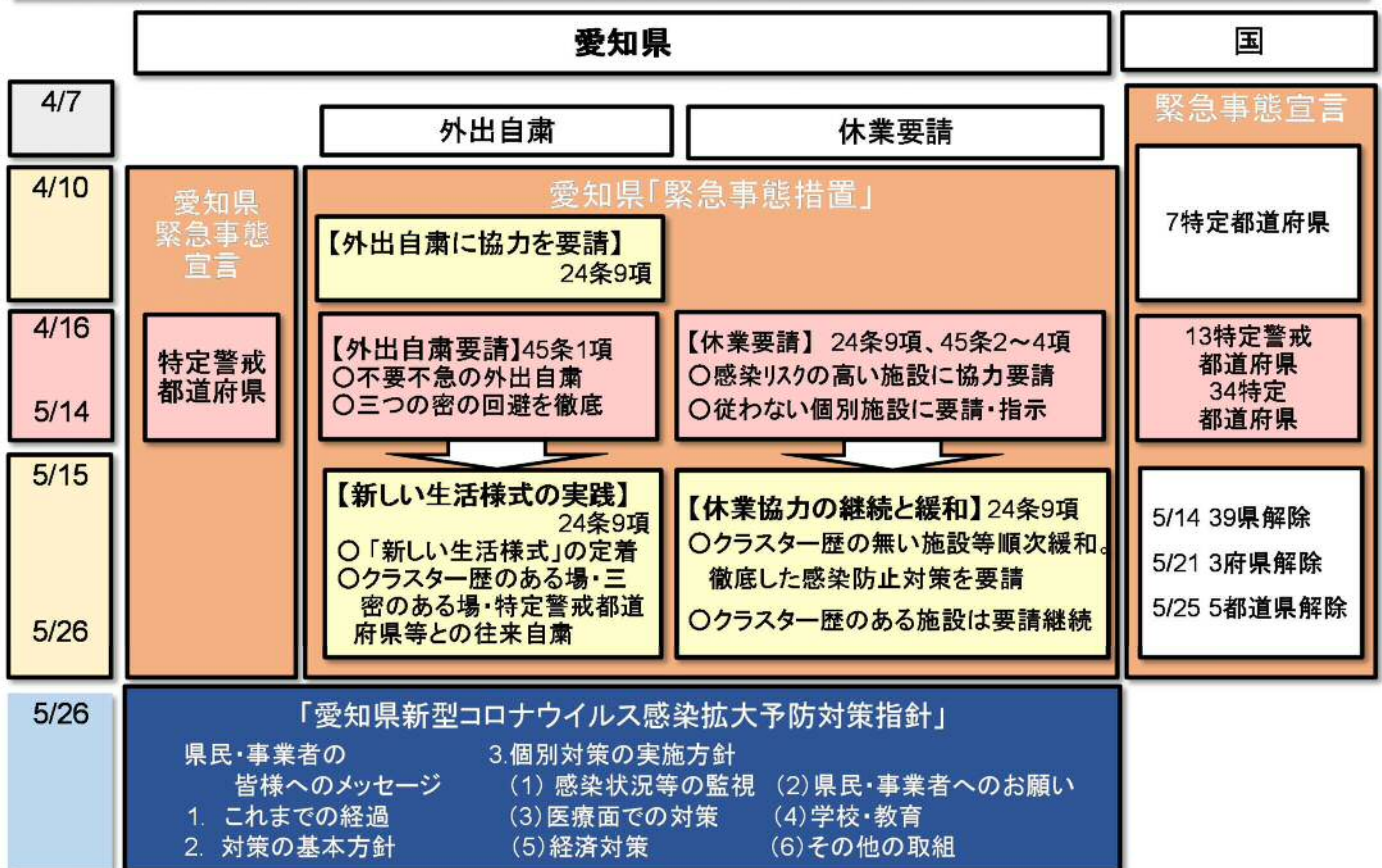 愛知県
国
4/7
外出自粛
休業要請
緊急事態宣言
4/10
愛知県
緊急事態
宣言
愛知県「緊急事態措置」
【外出自粛に協力を要請】
24条9項
7特定都道府県
4/16
5/14
特定警戒
都道府県
【外出自粛要請】45条1項
〇不要不急の外出自粛
〇三つの密の回避を徹底
【休業要請】 24条9項、45条2~4項
〇感染リスクの高い施設に協力要請
〇従わない個別施設に要請・指示
13特定警戒
都道府県
34特定
都道府県
5/15
5/26
【新しい生活様式の実践】
24条9項
〇「新しい生活様式」の定着
〇クラスター歴のある場・三
密のある場・特定警戒都道
府県等との往来自粛
【休業協力の継続と緩和】24条9項
〇クラスター歴の無い施設等順次緩和。
徹底した感染防止対策を要請
〇クラスター歴のある施設は要請継続
5/14 39県解除
5/21 3府県解除
5/25 5都道県解除
5/26
「愛知県新型コロナウイルス感染拡大予防対策指針」
県民・事業者の
皆様へのメッセージ
1. これまでの経過
2. 対策の基本方針
3.個別対策の実施方針
(1) 感染状況等の監視 (2)県民・事業者へのお願い
(3)医療面での対策 (4)学校・教育
(5)経済対策 (6)その他の取組